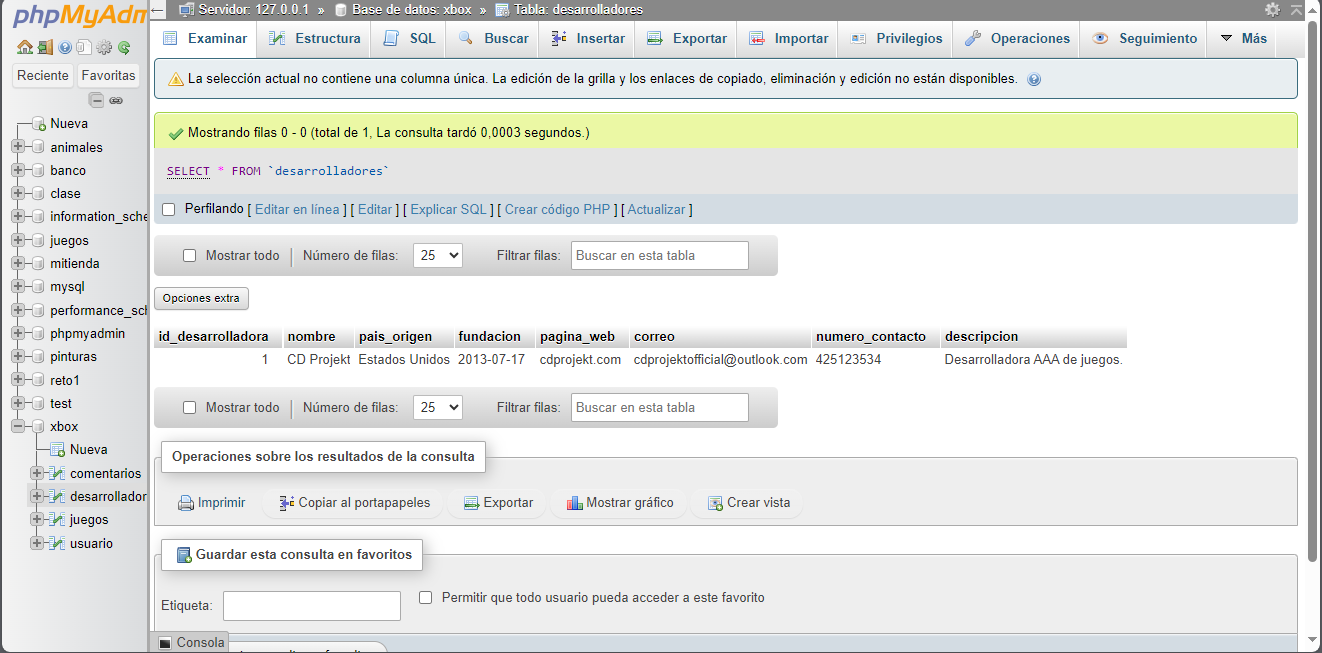 phpMyAdm
Servidor: 127.0.0.1 » Base de datos: xbox » Tabla: desarrolladores
Examinar Estructura SQL Buscar Insertar Exportar Importar Privilegios Operaciones Seguimiento Más
Reciente Favoritas
Nueva
animales
banco
clase
information_sche
juegos
mitienda
mysql
performance_sch
phpmyadmin
pinturas
reto1
test
xbox
Nueva
comentarios
desarrollador
juegos
usuario
La selección actual no contiene una columna única. La edición de la grilla y los enlaces de copiado, eliminación y edición no están disponibles.
Mostrando filas 0 - 0 (total de 1, La consulta tardó 0,0003 segundos.)
SELECT * FROM `desarrolladores`
Perfilando [ Editar en línea ] [ Editar ] [ Explicar SQL ] [ Crear código PHP ] [ Actualizar ]
Mostrar todo | Número de filas: 25 Filtrar filas: Buscar en esta tabla
Opciones extra
id_desarrolladora nombre pais_origen fundacion pagina_web correo numero_contacto descripcion
1 CD Projekt Estados Unidos 2013-07-17 cdprojekt.com cdprojektofficial@outlook.com 425123534 Desarrolladora AAA de juegos.
Mostrar todo | Número de filas: 25 Filtrar filas: Buscar en esta tabla
Operaciones sobre los resultados de la consulta
Imprimir Copiar al portapapeles Exportar Mostrar gráfico Crear vista
Guardar esta consulta en favoritos
Etiqueta: Permitir que todo usuario pueda acceder a este favorito
Consola